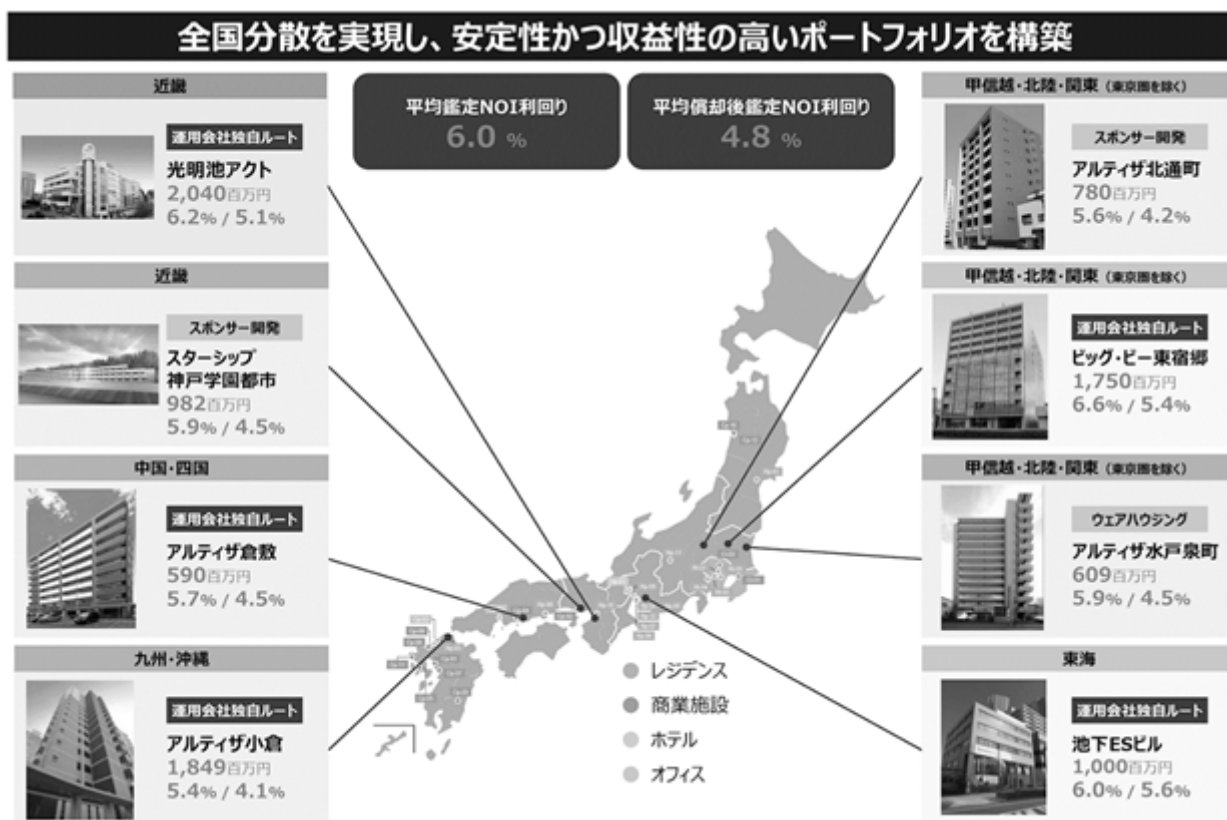 全国分散を実現し、安定性かつ収益性の高いポートフォリオを構築
平均鑑定NOI利回り
6.0 %
平均償却後鑑定NOI利回り
4.8 %
近畿
運用会社独自ルート
光明池アクト
2,040百万円
6.2% / 5.1%
近畿
スポンサー開発
スターシップ
神戸学園都市
982百万円
5.9% / 4.5%
中国・四国
運用会社独自ルート
アルティザ倉敷
590百万円
5.7% / 4.5%
九州・沖縄
運用会社独自ルート
アルティザ小倉
1,849百万円
5.4% / 4.1%
甲信越・北陸・関東（東京圏を除く）
スポンサー開発
アルティザ北通町
780百万円
5.6% / 4.2%
甲信越・北陸・関東（東京圏を除く）
運用会社独自ルート
ビッグ・ビー東宿郷
1,750百万円
6.6% / 5.4%
甲信越・北陸・関東（東京圏を除く）
ウェアハウジング
アルティザ水戸泉町
609百万円
5.9% / 4.5%
東海
運用会社独自ルート
池下ESビル
1,000百万円
6.0% / 5.6%
レジデンス
商業施設
ホテル
オフィス